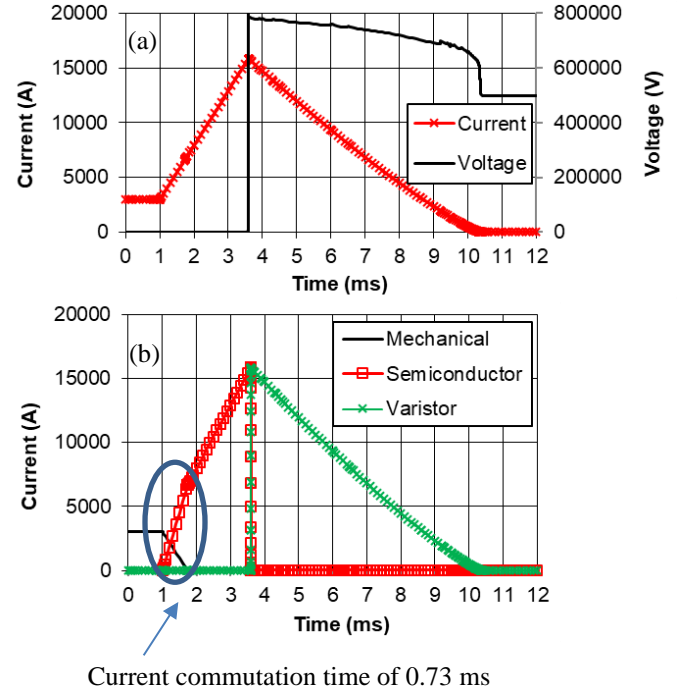 20000
800000
(a)
15000
600000
Current (A)
10000
400000
Voltage (V)
Current
5000
200000
Voltage
0
0
0 1 2 3 4 5 6 7 8 9 10 11 12
Time (ms)
20000
(b)
Mechanical
15000
Semiconductor
Varistor
Current (A)
10000
5000
0
0 1 2 3 4 5 6 7 8 9 10 11 12
Time (ms)
Current commutation time of 0.73 ms